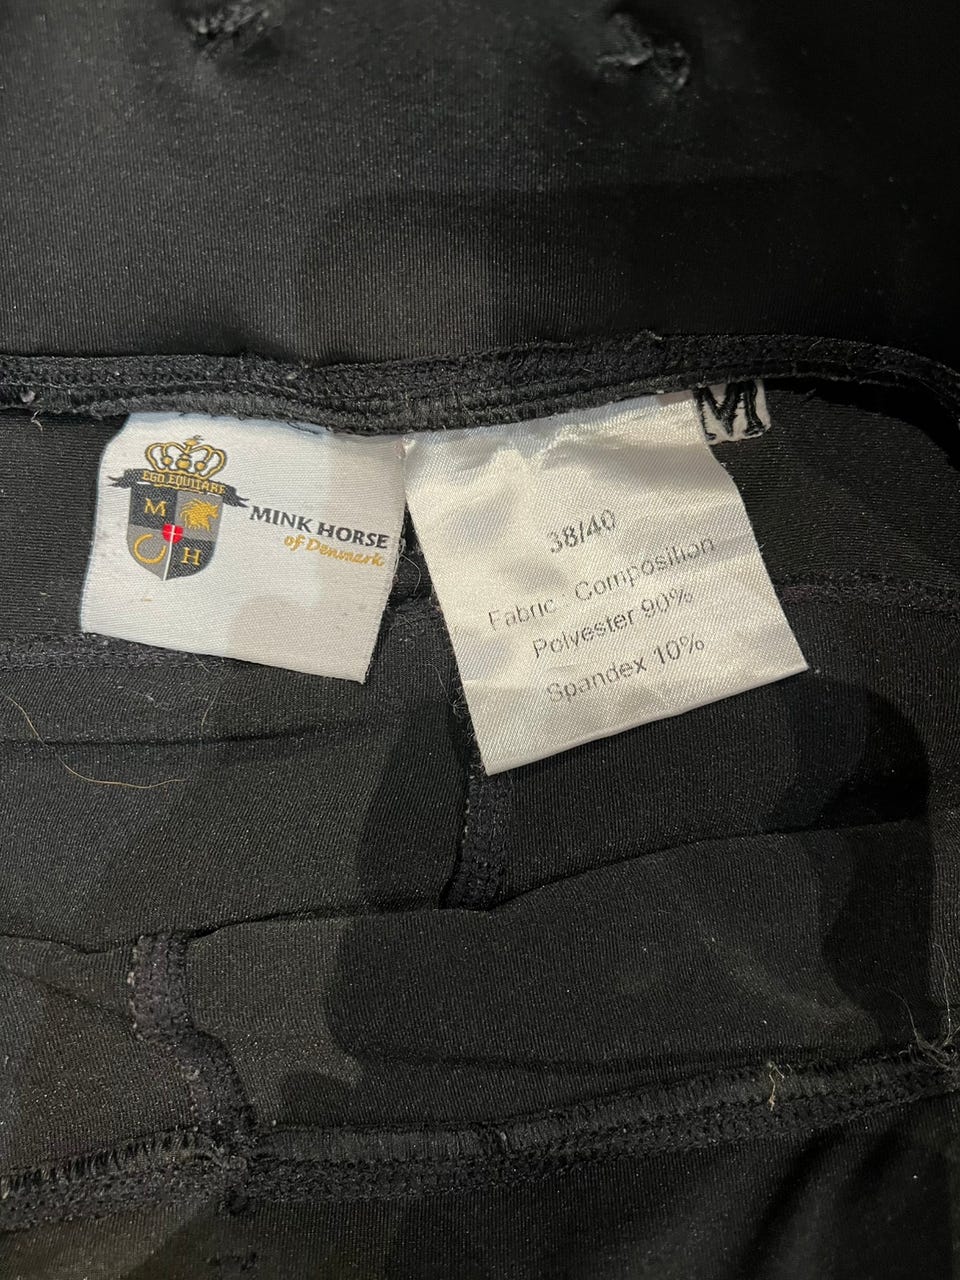 EGO EQUITARE
M
H
MINK HORSE
of Denmark
M
38/40
Fabric : Composition
Polyester 90%
Spandex 10%